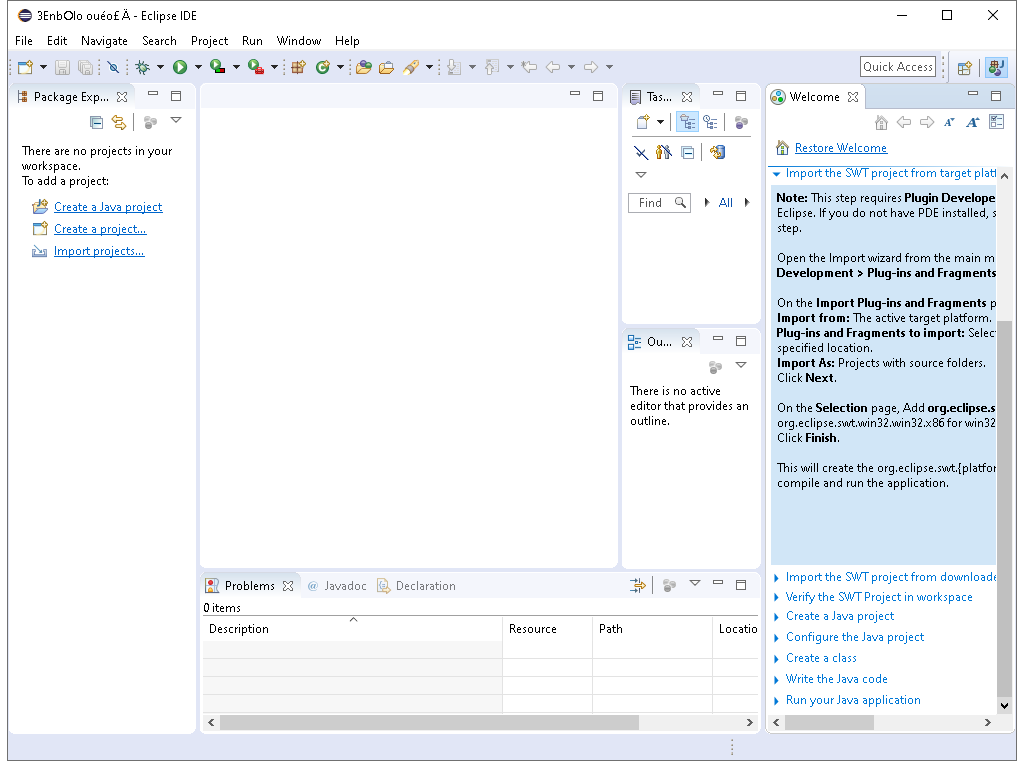 3EnbOlo ouéo£Ä - Eclipse IDE
File Edit Navigate Search Project Run Window Help
Quick Access
Package Exp...
There are no projects in your
workspace.
To add a project:
Create a Java project
Create a project...
Import projects...
Tas...
Find
All
Ou...
There is no active
editor that provides an
outline.
Welcome
Restore Welcome
Import the SWT project from target plat
Note: This step requires Plugin Develope
Eclipse. If you do not have PDE installed, s
step.
Open the Import wizard from the main m
Development > Plug-ins and Fragments
On the Import Plug-ins and Fragments p
Import from: The active target platform.
Plug-ins and Fragments to import: Selec
specified location.
Import As: Projects with source folders.
Click Next.
On the Selection page, Add org.eclipse.s
org.eclipse.swt.win32.win32.x86 for win32
Click Finish.
This will create the org.eclipse.swt.{platfor
compile and run the application.
Import the SWT project from downloade
Verify the SWT Project in workspace
Create a Java project
Configure the Java project
Create a class
Write the Java code
Run your Java application
Problems @ Javadoc Declaration
0 items
Description Resource Path Locatio